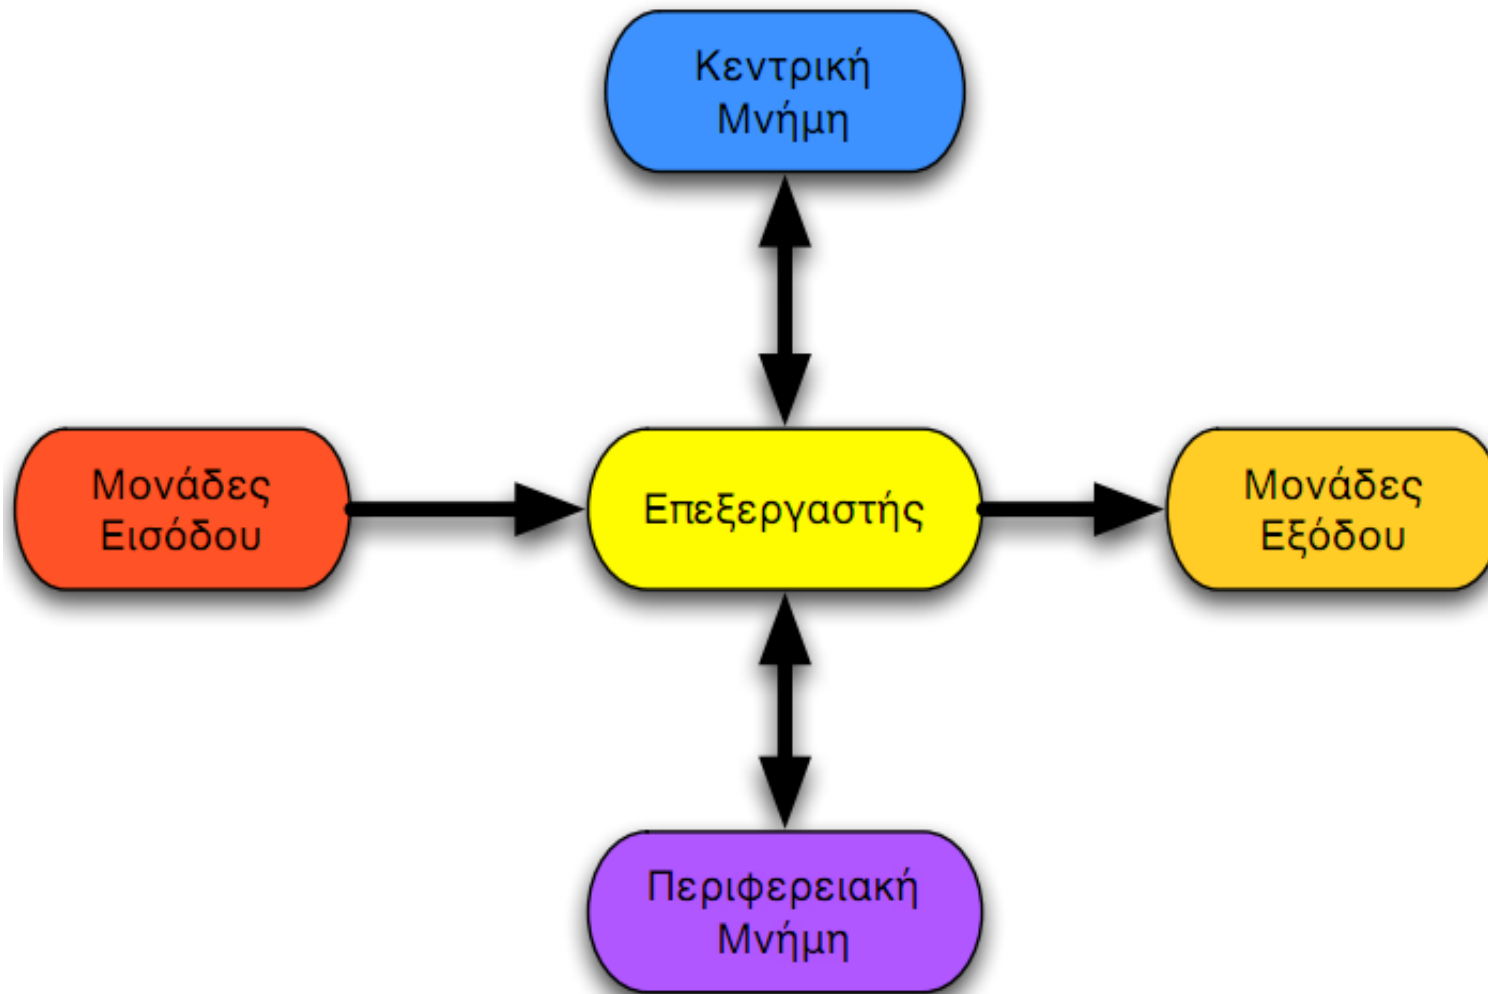 Κεντρική
Μνήμη
Μονάδες
Εισόδου
Επεξεργαστής
Μονάδες
Εξόδου
Περιφερειακή
Μνήμη